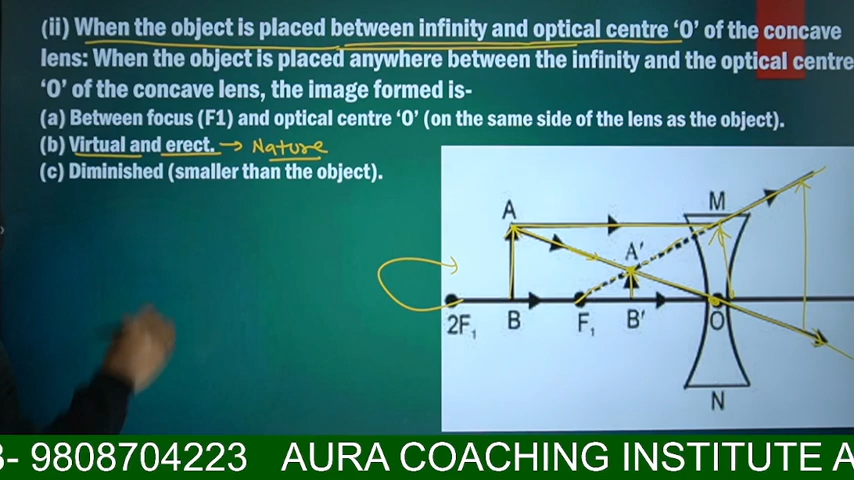 (ii) When the object is placed between infinity and optical centre ‘O’ of the concave
lens: When the object is placed anywhere between the infinity and the optical centre
‘O’ of the concave lens, the image formed is-
(a) Between focus (F1) and optical centre ‘O’ (on the same side of the lens as the object).
(b) Virtual and erect. → Nature
(c) Diminished (smaller than the object).
M
A
A'
2F₁ B F₁ B' O
N
- 9808704223 AURA COACHING INSTITUTE A